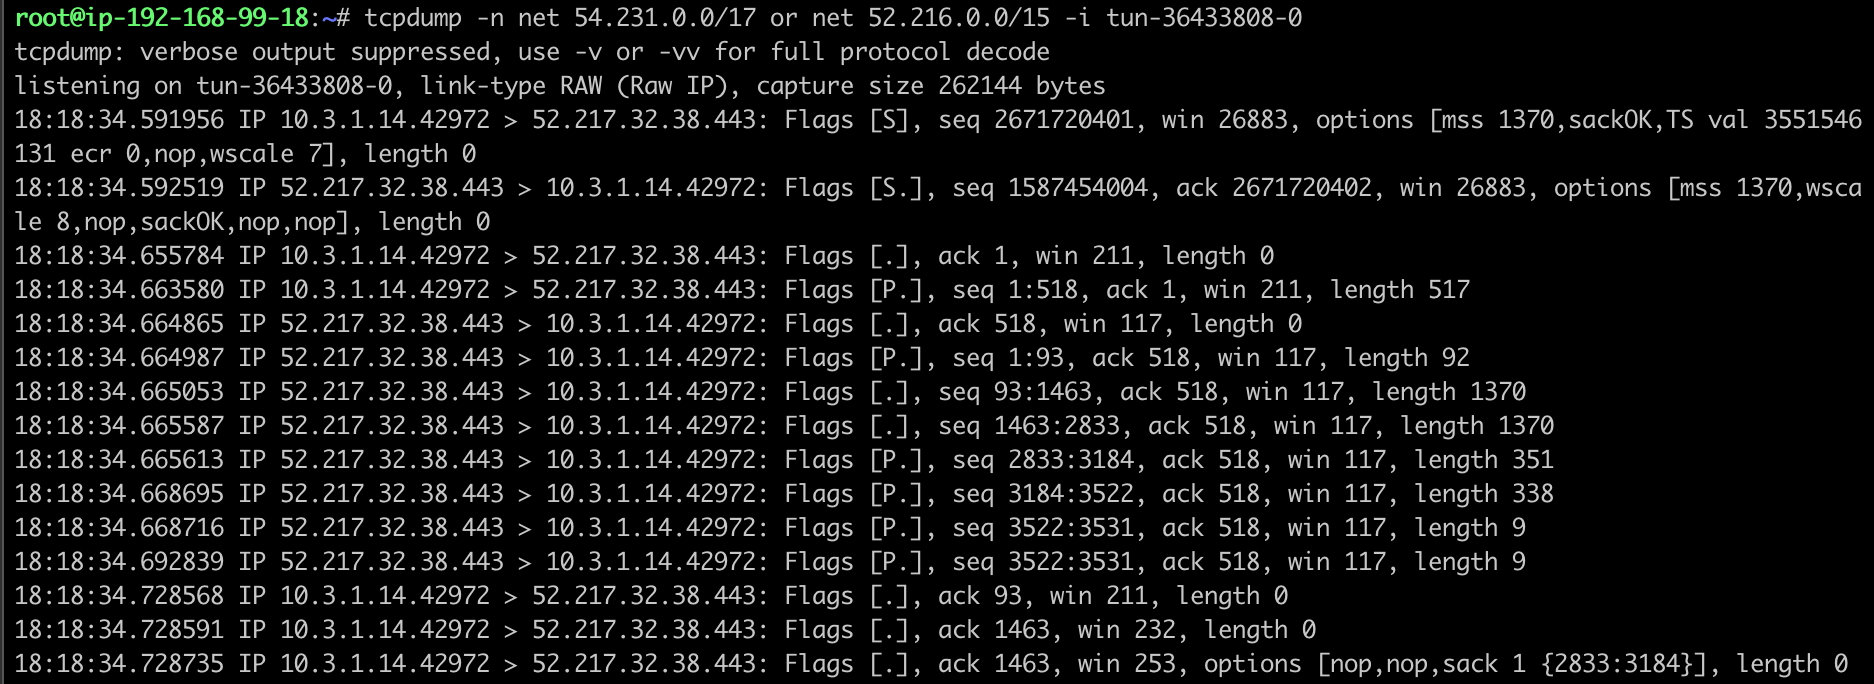 root@ip-192-168-99-18:~# tcpdump -n net 54.231.0.0/17 or net 52.216.0.0/15 -i tun-36433808-0
tcpdump: verbose output suppressed, use -v or -vv for full protocol decode
listening on tun-36433808-0, link-type RAW (Raw IP), capture size 262144 bytes
18:18:34.591956 IP 10.3.1.14.42972 > 52.217.32.38.443: Flags [S], seq 2671720401, win 26883, options [mss 1370,sackOK,TS val 3551546
131 ecr 0,nop,wscale 7], length 0
18:18:34.592519 IP 52.217.32.38.443 > 10.3.1.14.42972: Flags [S.], seq 1587454004, ack 2671720402, win 26883, options [mss 1370,wsca
le 8,nop,sackOK,nop,nop], length 0
18:18:34.655784 IP 10.3.1.14.42972 > 52.217.32.38.443: Flags [.], ack 1, win 211, length 0
18:18:34.663580 IP 10.3.1.14.42972 > 52.217.32.38.443: Flags [P.], seq 1:518, ack 1, win 211, length 517
18:18:34.664865 IP 52.217.32.38.443 > 10.3.1.14.42972: Flags [.], ack 518, win 117, length 0
18:18:34.664987 IP 52.217.32.38.443 > 10.3.1.14.42972: Flags [P.], seq 1:93, ack 518, win 117, length 92
18:18:34.665053 IP 52.217.32.38.443 > 10.3.1.14.42972: Flags [.], seq 93:1463, ack 518, win 117, length 1370
18:18:34.665587 IP 52.217.32.38.443 > 10.3.1.14.42972: Flags [.], seq 1463:2833, ack 518, win 117, length 1370
18:18:34.665613 IP 52.217.32.38.443 > 10.3.1.14.42972: Flags [P.], seq 2833:3184, ack 518, win 117, length 351
18:18:34.668695 IP 52.217.32.38.443 > 10.3.1.14.42972: Flags [P.], seq 3184:3522, ack 518, win 117, length 338
18:18:34.668716 IP 52.217.32.38.443 > 10.3.1.14.42972: Flags [P.], seq 3522:3531, ack 518, win 117, length 9
18:18:34.692839 IP 52.217.32.38.443 > 10.3.1.14.42972: Flags [P.], seq 3522:3531, ack 518, win 117, length 9
18:18:34.728568 IP 10.3.1.14.42972 > 52.217.32.38.443: Flags [.], ack 93, win 211, length 0
18:18:34.728591 IP 10.3.1.14.42972 > 52.217.32.38.443: Flags [.], ack 1463, win 232, length 0
18:18:34.728735 IP 10.3.1.14.42972 > 52.217.32.38.443: Flags [.], ack 1463, win 253, options [nop,nop,sack 1 {2833:3184}], length 0